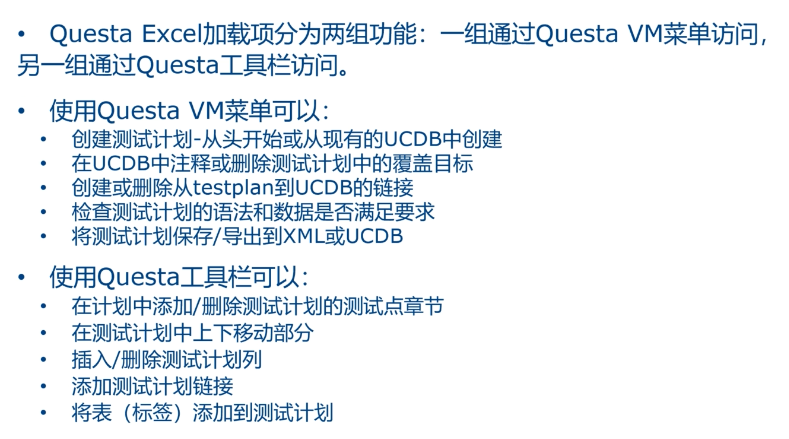 • Questa Excel加载项分为两组功能：一组通过Questa VM菜单访问，
另一组通过Questa工具栏访问。
• 使用Questa VM菜单可以：
• 创建测试计划-从头开始或从现有的UCDB中创建
• 在UCDB中注释或删除测试计划中的覆盖目标
• 创建或删除从testplan到UCDB的链接
• 检查测试计划的语法和数据是否满足要求
• 将测试计划保存/导出到XML或UCDB
• 使用Questa工具栏可以：
• 在计划中添加/删除测试计划的测试点章节
• 在测试计划中上下移动部分
• 插入/删除测试计划列
• 添加测试计划链接
• 将表（标签）添加到测试计划